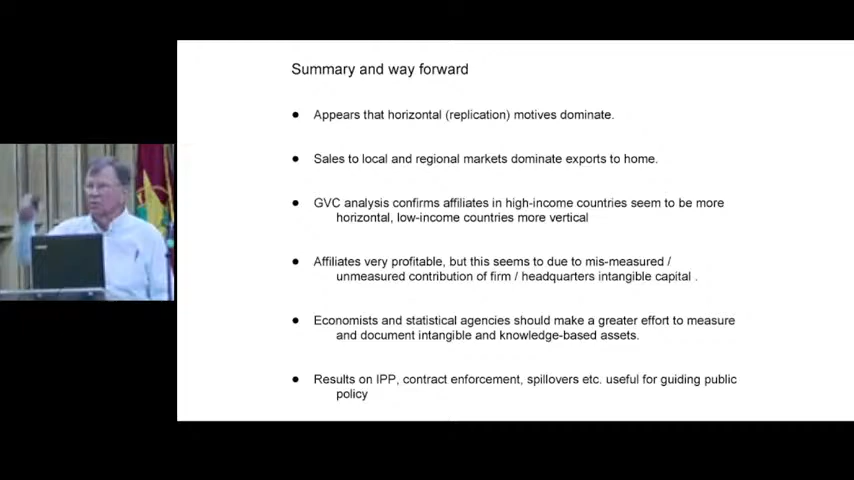 Summary and way forward
● Appears that horizontal (replication) motives dominate.
● Sales to local and regional markets dominate exports to home.
● GVC analysis confirms affiliates in high-income countries seem to be more
horizontal, low-income countries more vertical
● Affiliates very profitable, but this seems to due to mis-measured /
unmeasured contribution of firm / headquarters intangible capital .
● Economists and statistical agencies should make a greater effort to measure
and document intangible and knowledge-based assets.
● Results on IPP, contract enforcement, spillovers etc. useful for guiding public
policy